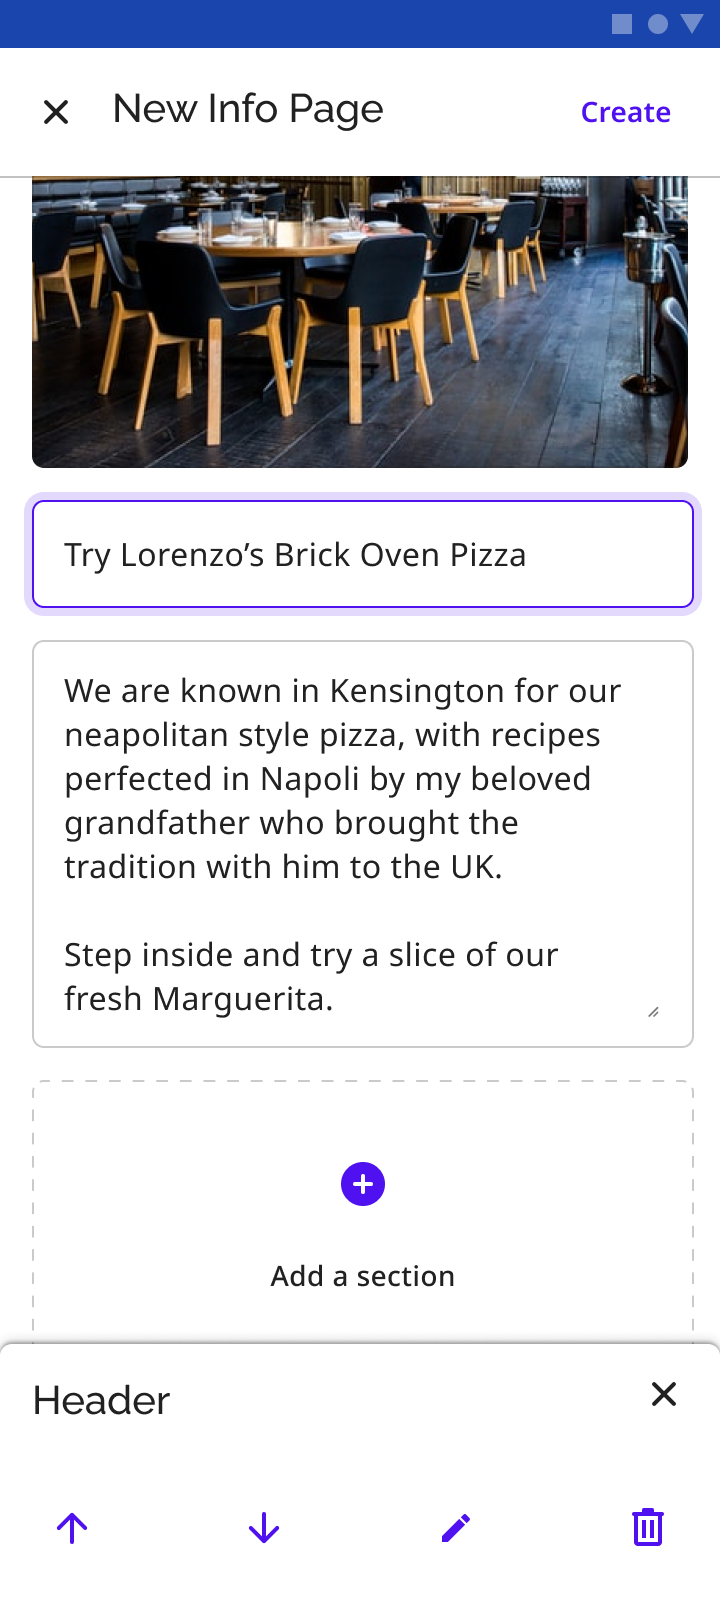 New Info Page
Create
Try Lorenzo’s Brick Oven Pizza
We are known in Kensington for our
neapolitan style pizza, with recipes
perfected in Napoli by my beloved
grandfather who brought the
tradition with him to the UK.
Step inside and try a slice of our
fresh Marguerita.
Add a section
Header